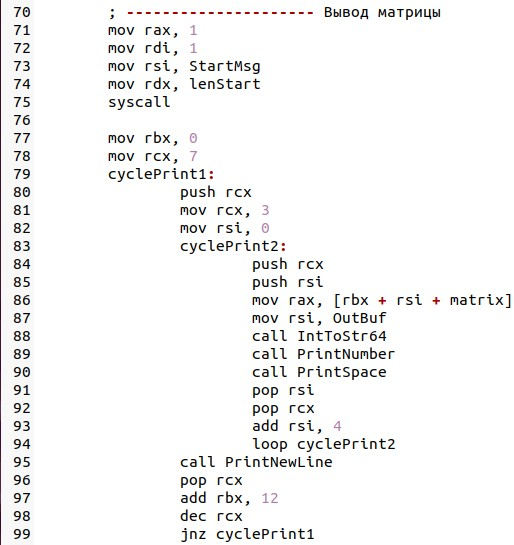 70 ; ---------------------- Вывод матрицы
71 mov rax, 1
72 mov rdi, 1
73 mov rsi, StartMsg
74 mov rdx, lenStart
75 syscall
76
77 mov rbx, 0
78 mov rcx, 7
79 cyclePrint1:
80 push rcx
81 mov rcx, 3
82 mov rsi, 0
83 cyclePrint2:
84 push rcx
85 push rsi
86 mov rax, [rbx + rsi + matrix]
87 mov rsi, OutBuf
88 call IntToStr64
89 call PrintNumber
90 call PrintSpace
91 pop rsi
92 pop rcx
93 add rsi, 4
94 loop cyclePrint2
95 call PrintNewLine
96 pop rcx
97 add rbx, 12
98 dec rcx
99 jnz cyclePrint1